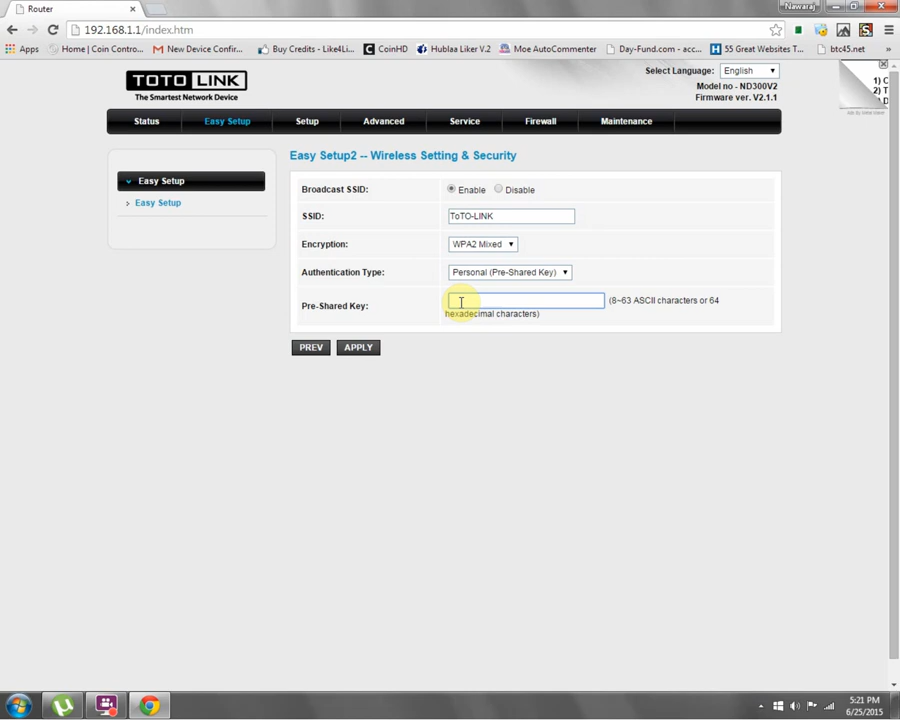 Router
Nawaraj
192.168.1.1/index.htm
Apps Home | Coin Contro... New Device Confir... Buy Credits - Like4Li... CoinHD Hublaa Liker V.2 Moe AutoCommenter Day-Fund.com - acc... 55 Great Websites T... btc45.net »
TOTO LINK
The Smartest Network Device
Select Language: English
Model no - ND300V2
Firmware ver. V2.1.1
1) C
2) T
Status Easy Setup Setup Advanced Service Firewall Maintenance
Easy Setup
Easy Setup
Easy Setup2 -- Wireless Setting & Security
Broadcast SSID: Enable Disable
SSID: ToTO-LINK
Encryption: WPA2 Mixed
Authentication Type: Personal (Pre-Shared Key)
Pre-Shared Key: (8~63 ASCII characters or 64
hexadecimal characters)
PREV APPLY
5:21 PM
6/25/2015